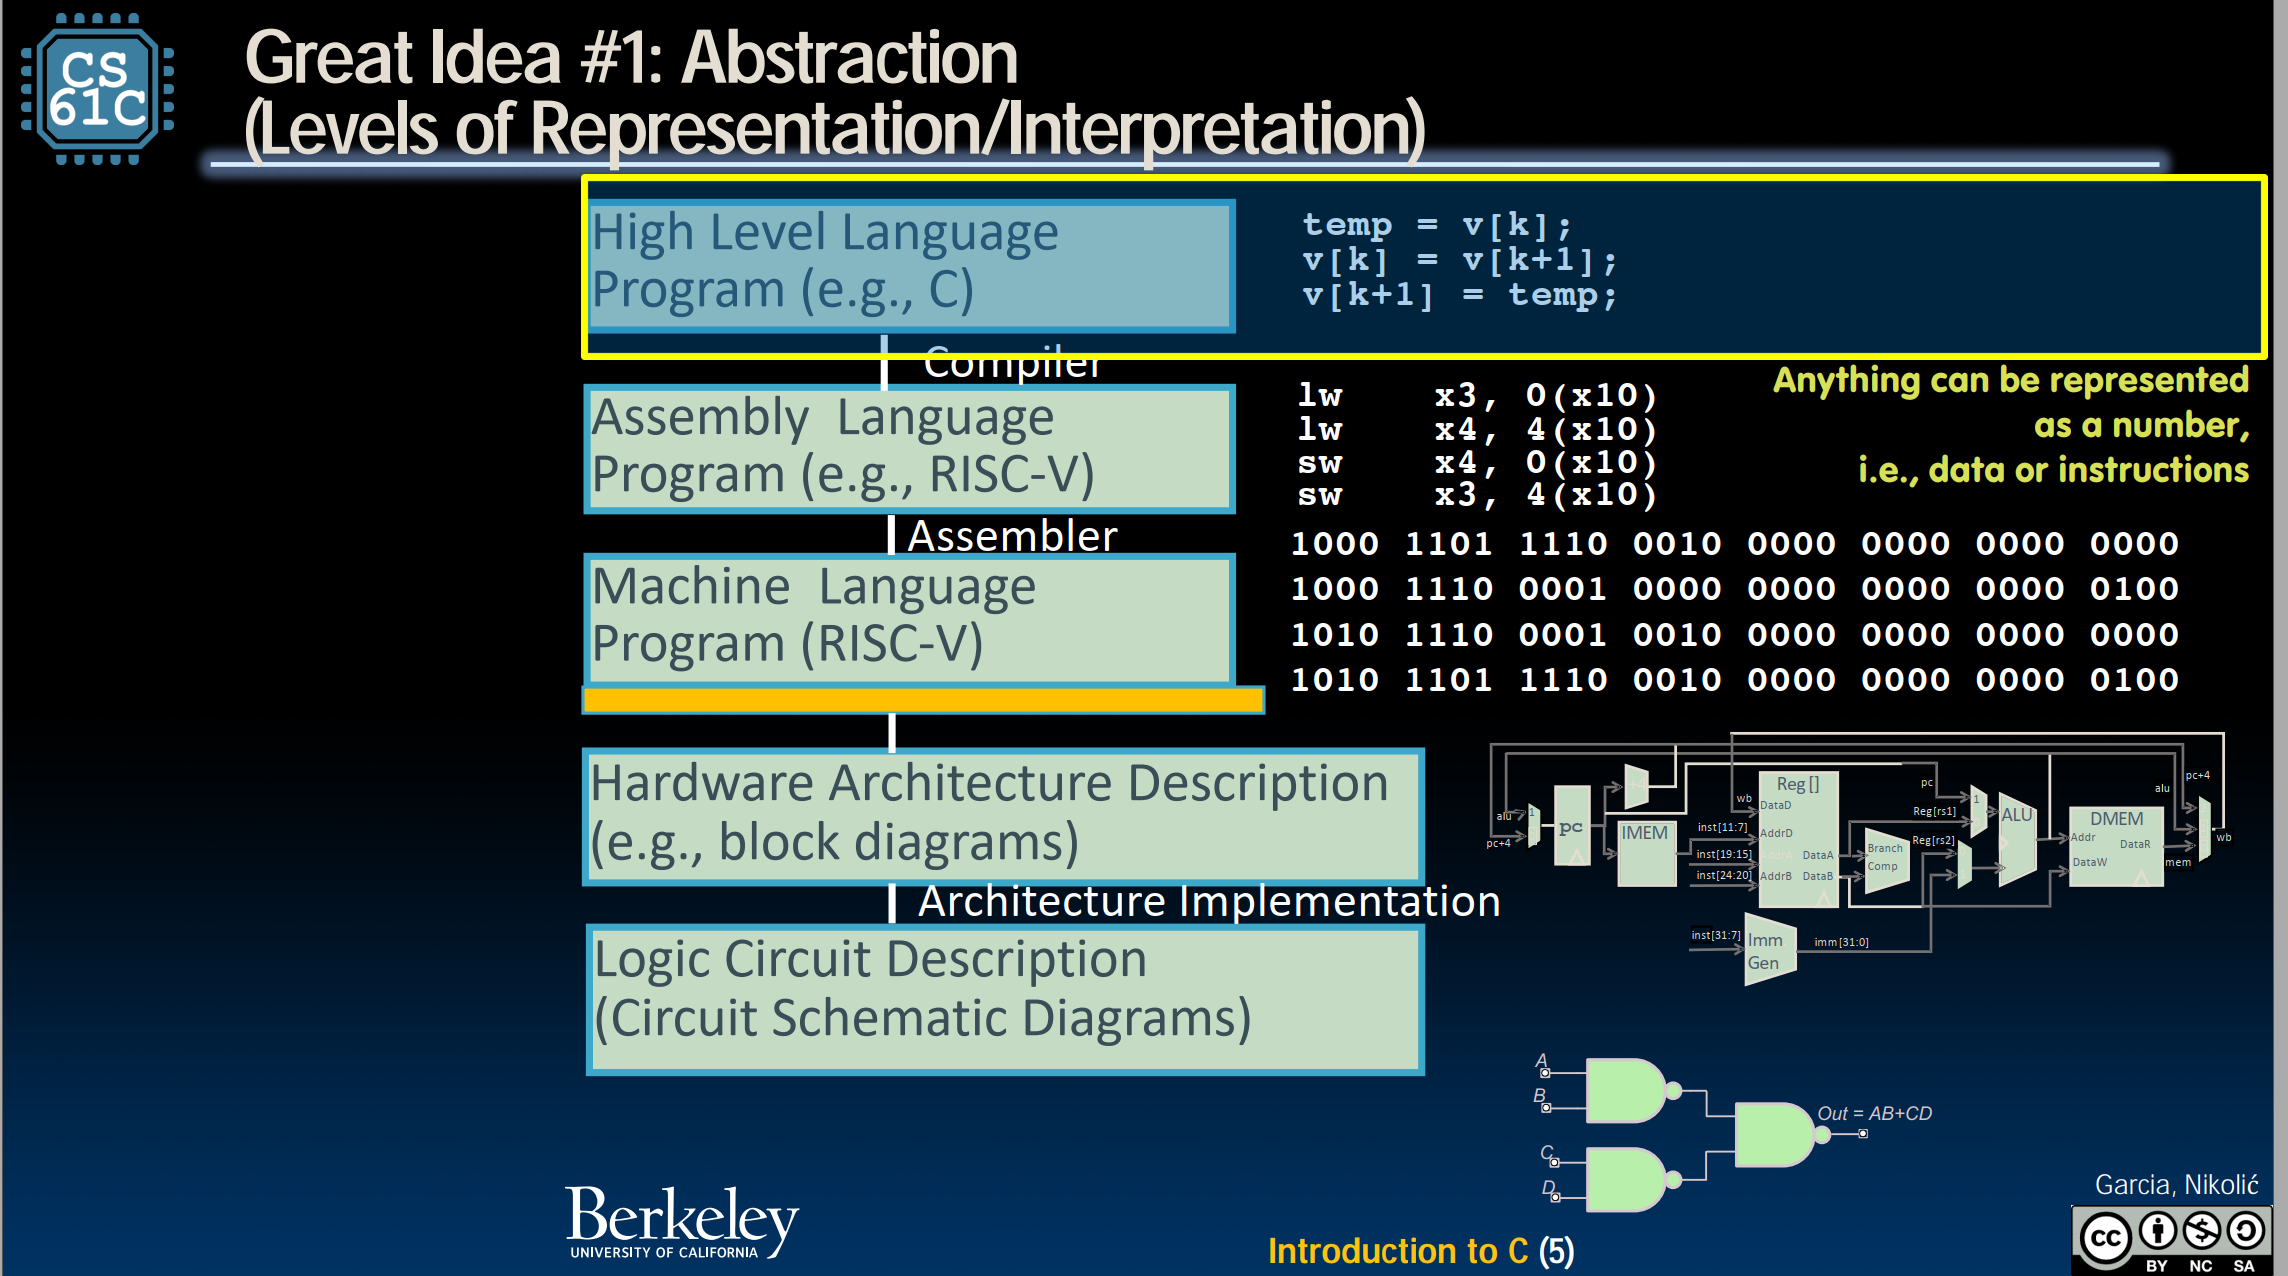 CS
61C
Great Idea #1: Abstraction
(Levels of Representation/Interpretation)
High Level Language
Program (e.g., C)
temp = v[k];
v[k] = v[k+1];
v[k+1] = temp;
Compiler
Anything can be represented
as a number,
i.e., data or instructions
Assembly Language
Program (e.g., RISC-V)
lw x3, 0(x10)
lw x4, 4(x10)
sw x4, 0(x10)
sw x3, 4(x10)
Assembler
Machine Language
Program (RISC-V)
1000 1101 1110 0010 0000 0000 0000 0000
1000 1110 0001 0000 0000 0000 0000 0100
1010 1110 0001 0010 0000 0000 0000 0000
1010 1101 1110 0010 0000 0000 0000 0100
Hardware Architecture Description
(e.g., block diagrams)
alu
pc+4
1
pc
IMEM
wb
inst[11:7]
inst[19:15]
inst[24:20]
Reg[]
DataD
AddrD
AddrA DataA
AddrB DataB
Branch
Comp
pc
Reg[rs1]
Reg[rs2]
1
ALU
DMEM
Addr
DataR
DataW
pc+4
alu
mem
wb
inst[31:7]
Imm
Gen
imm[31:0]
Architecture Implementation
Logic Circuit Description
(Circuit Schematic Diagrams)
A
B
C
D
Out = AB+CD
Berkeley
UNIVERSITY OF CALIFORNIA
Introduction to C (5)
Garcia, Nikolić
CC
BY NC SA